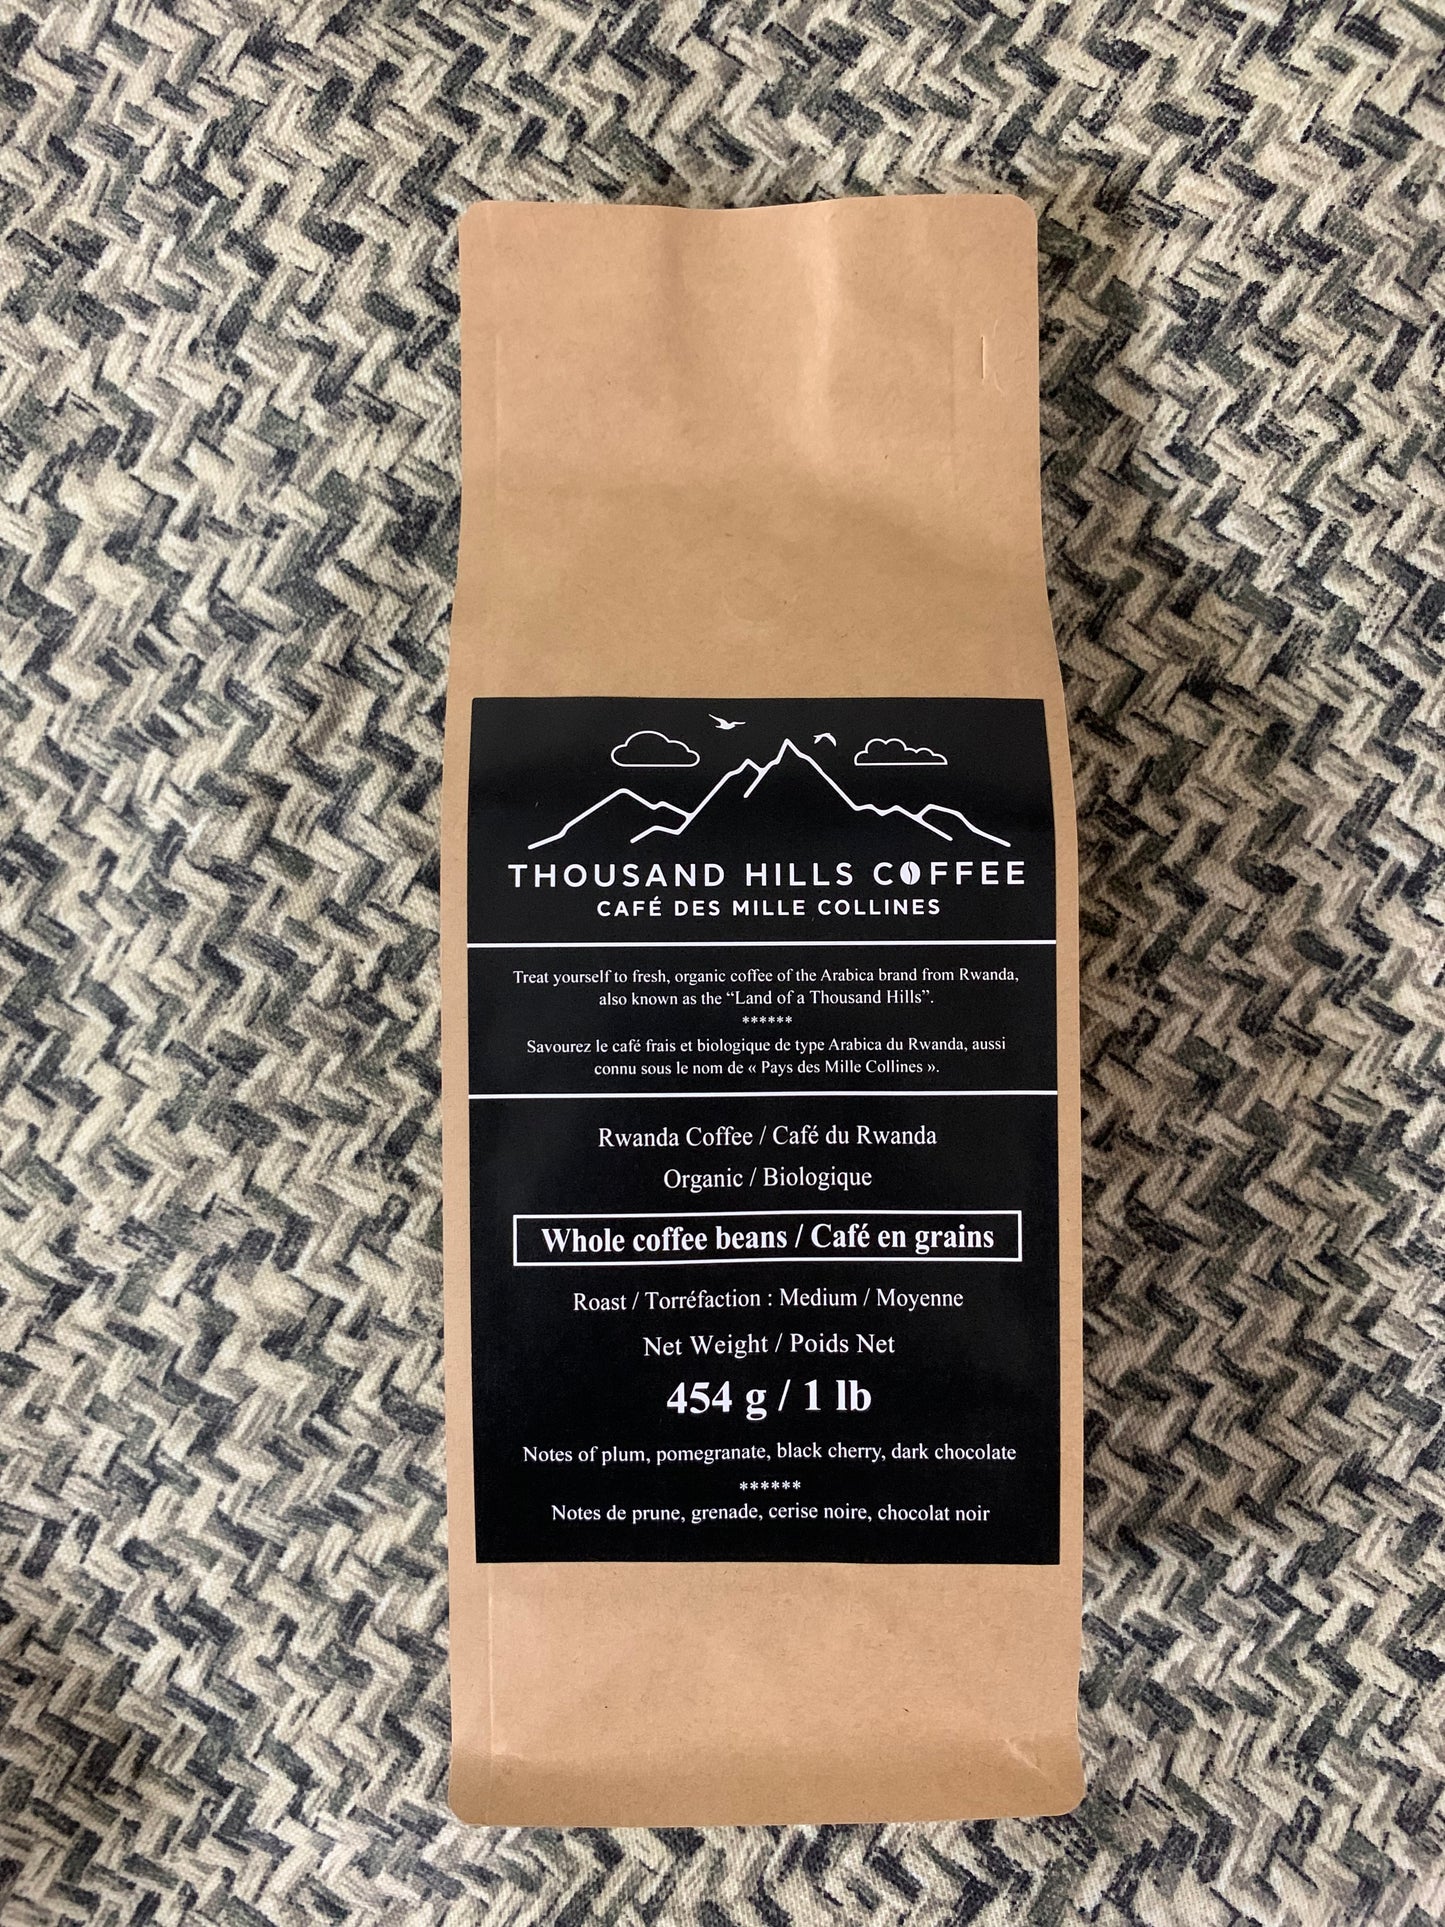 THOUSAND HILLS COFFEE
CAFÉ DES MILLE COLLINES
Treat yourself to fresh, organic coffee of the Arabica brand from Rwanda,
also known as the “Land of a Thousand Hills”.
******
Savourez le café frais et biologique de type Arabica du Rwanda, aussi
connu sous le nom de « Pays des Mille Collines ».
Rwanda Coffee / Café du Rwanda
Organic / Biologique
Whole coffee beans / Café en grains
Roast / Torréfaction : Medium / Moyenne
Net Weight / Poids Net
454 g / 1 lb
Notes of plum, pomegranate, black cherry, dark chocolate
******
Notes de prune, grenade, cerise noire, chocolat noir